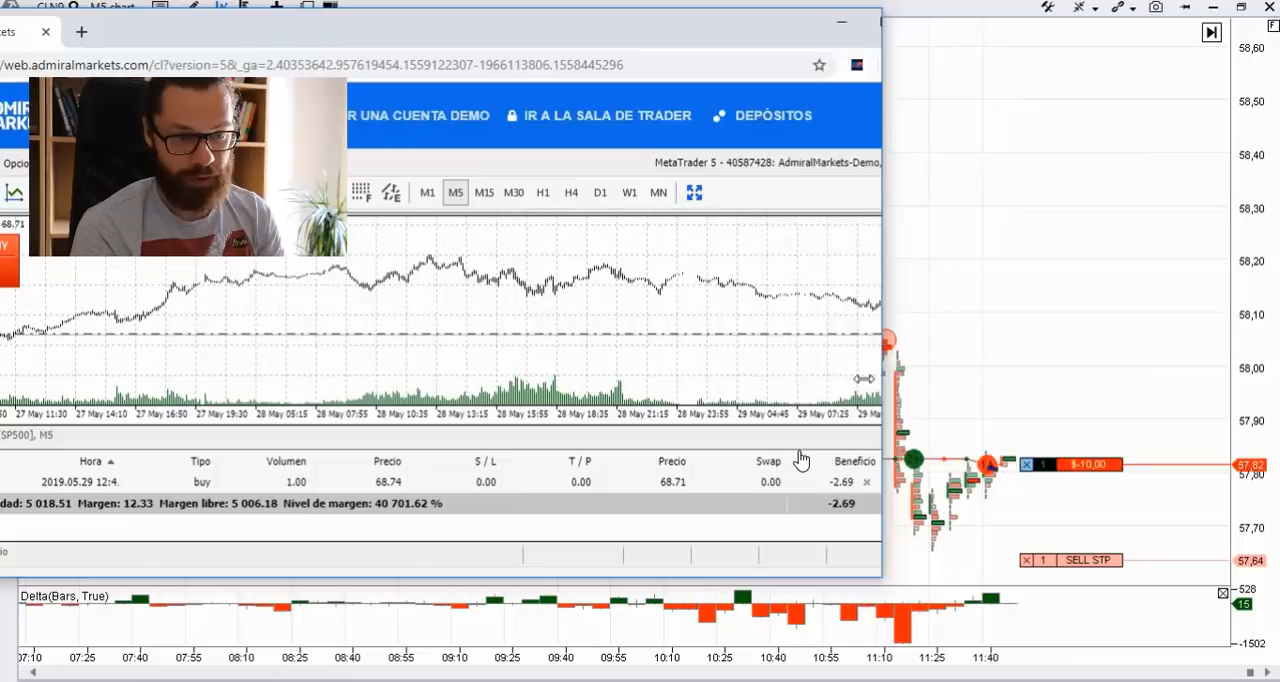 CLN9 M5 chart
ets
/web.admiralmarkets.com/cl?version=5&_ga=2.40353642.957619454.1559122307-1966113806.1558445296
R UNA CUENTA DEMO IR A LA SALA DE TRADER DEPÓSITOS
Opcio
MetaTrader 5 - 40587428: AdmiralMarkets-Demo,
M1 M5 M15 M30 H1 H4 D1 W1 MN
68.71
27 May 11:30 27 May 14:10 27 May 16:50 27 May 19:30 28 May 05:15 28 May 07:55 28 May 10:35 28 May 13:15 28 May 15:55 28 May 18:35 28 May 21:15 28 May 23:55 29 May 04:45 29 May 07:25 29 Ma
[SP500], M5
Hora Tipo Volumen Precio S / L T / P Precio Swap Beneficio
2019.05.29 12:4. buy 1.00 68.74 0.00 0.00 68.71 0.00 -2.69 ×
dad: 5 018.51 Margen: 12.33 Margen libre: 5 006.18 Nivel de margen: 40 701.62 % -2.69
io
F
58,60
58,50
58,40
58,30
58,20
58,10
58,00
57,90
1 $-10,00 57,82
57,80
57,70
1 SELL STP 57,64
Delta(Bars, True)
528
15
-1502
07:10 07:25 07:40 07:55 08:10 08:25 08:40 08:55 09:10 09:25 09:40 09:55 10:10 10:25 10:40 10:55 11:10 11:25 11:40